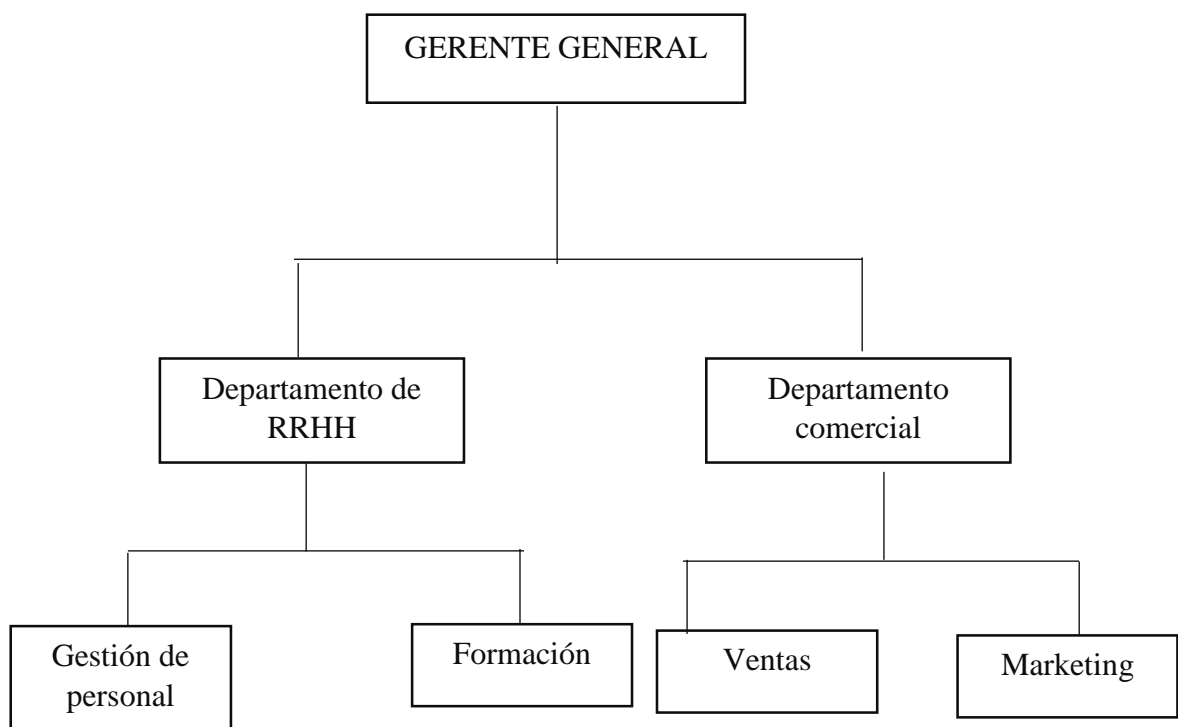 GERENTE GENERAL
Departamento de
RRHH
Departamento
comercial
Gestión de
personal
Formación
Ventas
Marketing